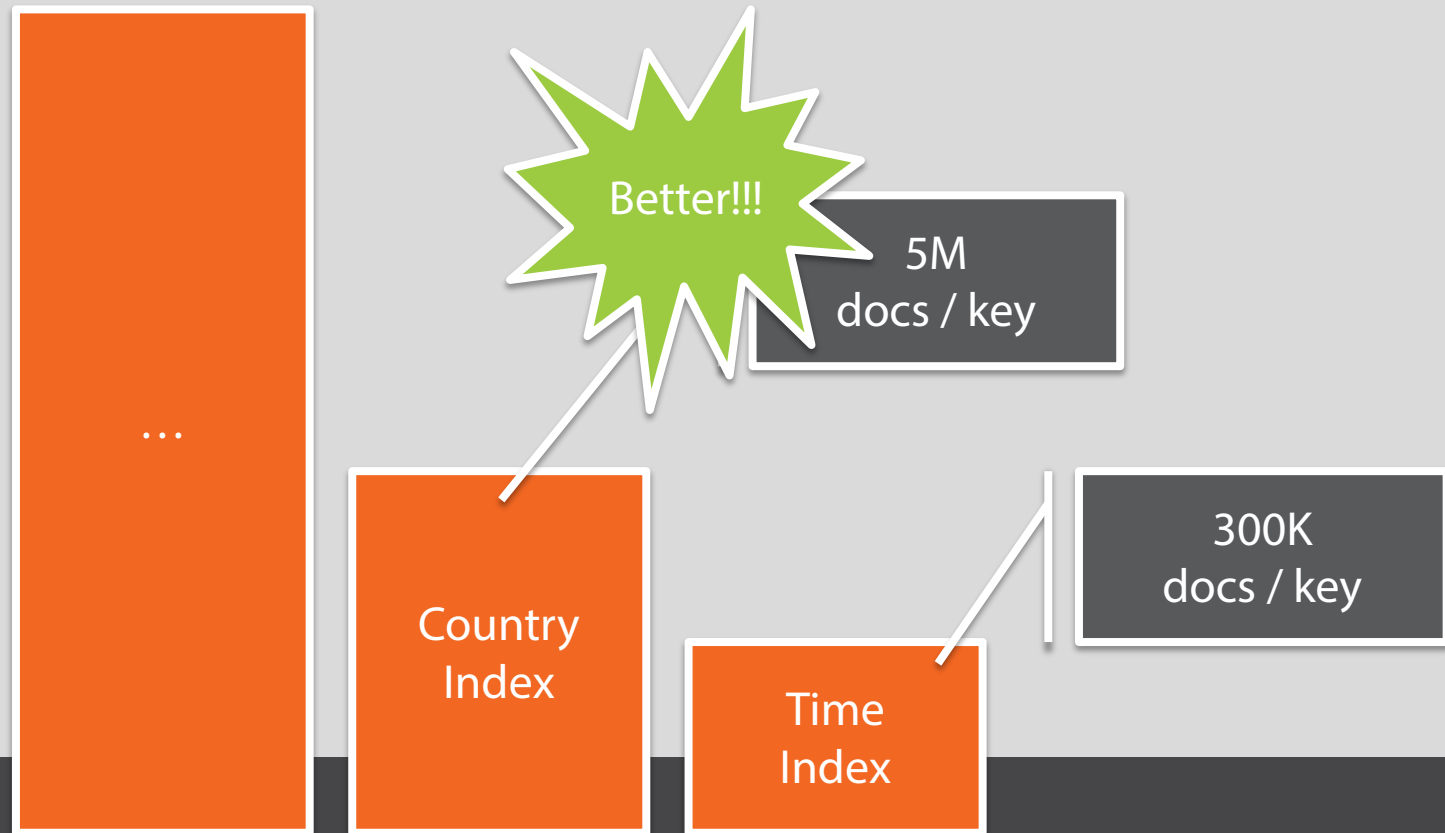 Better!!!
5M
docs / key
...
300K
docs / key
Country
Index
Time
Index